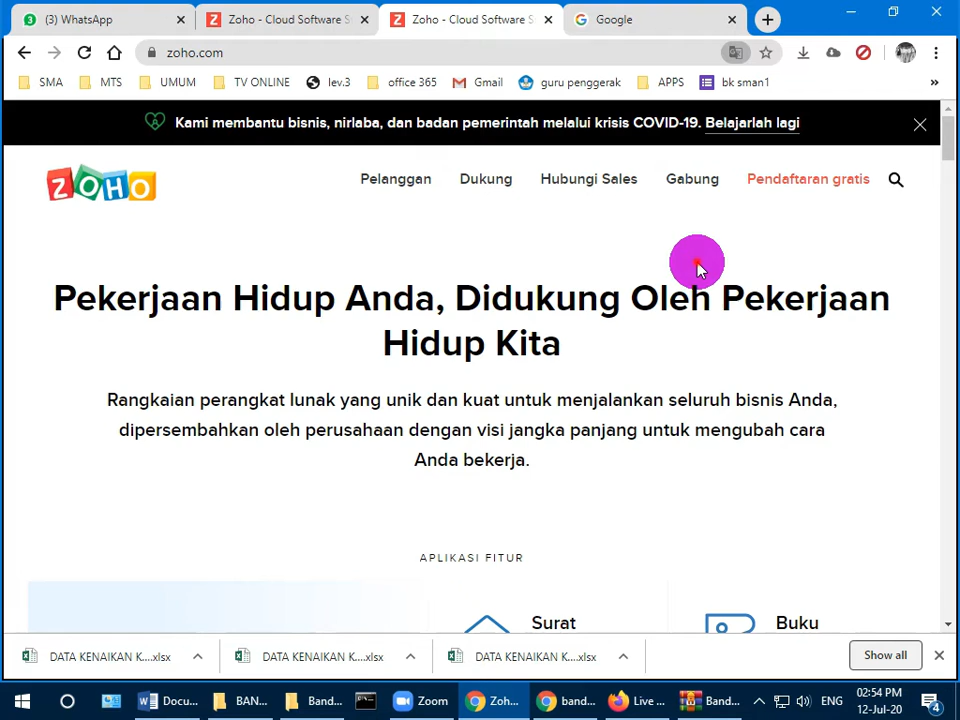 (3) WhatsApp
Zoho - Cloud Software S
Zoho - Cloud Software S
Google
zoho.com
SMA
MTS
UMUM
TV ONLINE
lev.3
office 365
Gmail
guru penggerak
APPS
bk sman1
»
Kami membantu bisnis, nirlaba, dan badan pemerintah melalui krisis COVID-19. Belajarlah lagi
ZOHO
Pelanggan
Dukung
Hubungi Sales
Gabung
Pendaftaran gratis
Pekerjaan Hidup Anda, Didukung Oleh Pekerjaan
Hidup Kita
Rangkaian perangkat lunak yang unik dan kuat untuk menjalankan seluruh bisnis Anda,
dipersembahkan oleh perusahaan dengan visi jangka panjang untuk mengubah cara
Anda bekerja.
APLIKASI FITUR
Surat
Buku
DATA KENAIKAN K....xlsx
DATA KENAIKAN K....xlsx
DATA KENAIKAN K....xlsx
Show all
Docu...
BAN...
Band...
Zoom
Zoh...
band...
Live ...
Band...
ENG
02:54 PM
12-Jul-20
4